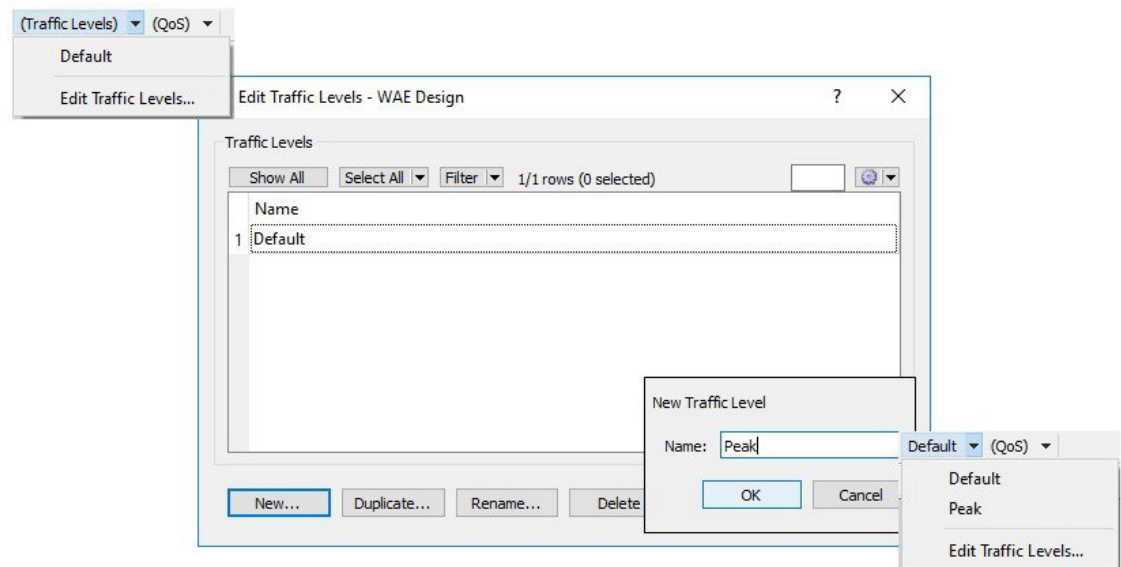 (Traffic Levels) (QoS)
Default
Edit Traffic Levels...
Edit Traffic Levels - WAE Design ? X
Traffic Levels
Show All Select All Filter 1/1 rows (0 selected)
Name
1 Default
New Traffic Level
Name: Peak
OK Cancel
New... Duplicate... Rename... Delete
Default (QoS)
Default
Peak
Edit Traffic Levels...